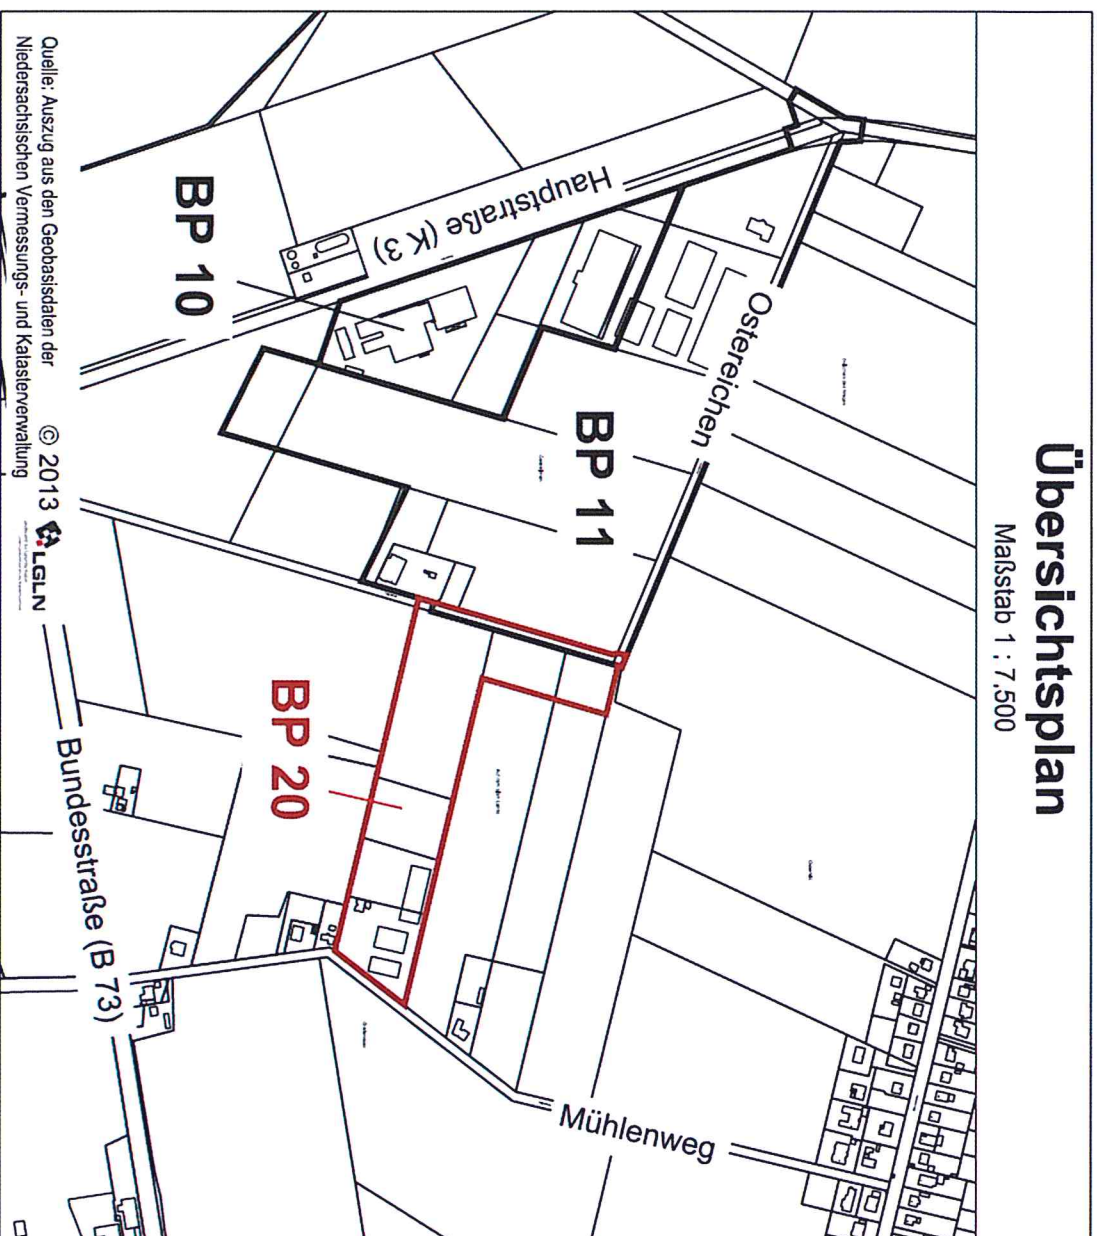 Übersichtsplan
Maßstab 1 : 7.500
Hauptstraße (K 3)
Ostereichen
BP 10
BP 11
BP 20
Mühlenweg
Bundesstraße (B 73)
Quelle: Auszug aus den Geobasisdaten der
Niedersächsischen Vermessungs- und Katasterverwaltung
© 2013 LGLN